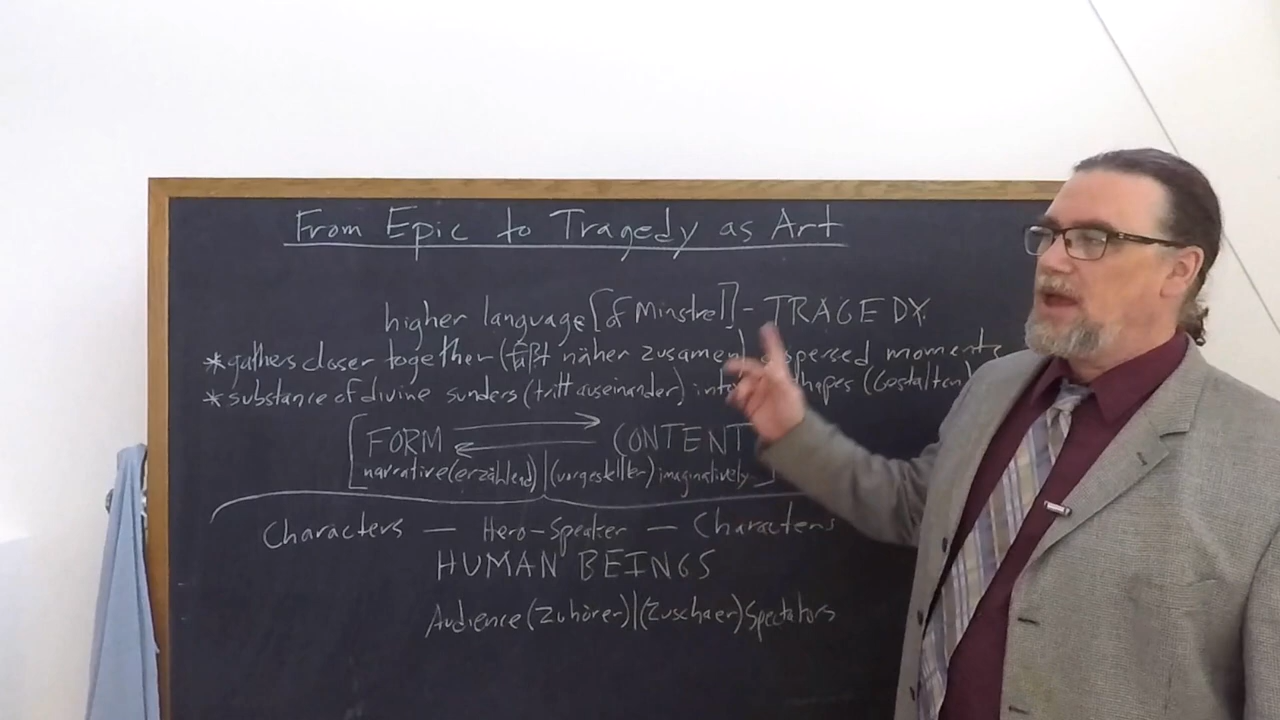 From Epic to Tragedy as Art
higher language [of Minstrel] - TRAGEDY
*gathers closer together (faßt näher zusamen) dispersed moments
*substance of divine sunders (tritt auseinander) into shapes (Gestalten)
[FORM CONTENT
narrative (erzählend) | (vorgesteller) imaginatively]
Characters — Hero-Speaker — Characters
HUMAN BEINGS
Audience (Zuhörer) | (Zuschaer) Spectators